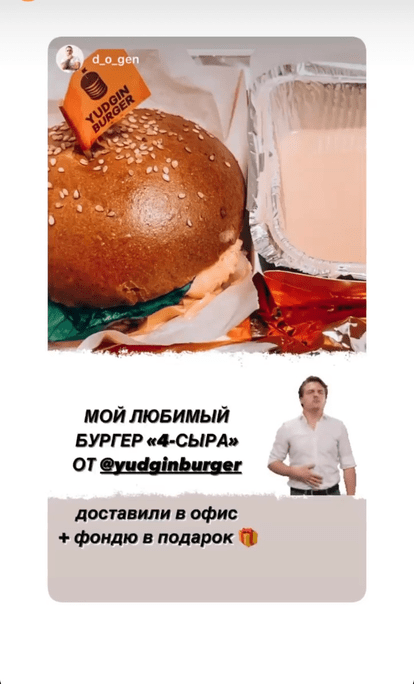 d_o_gen
YUDGIN
BURGER
МОЙ ЛЮБИМЫЙ
БУРГЕР «4-СЫРА»
ОТ @yudginburger
доставили в офис
+ фондю в подарок 🎁